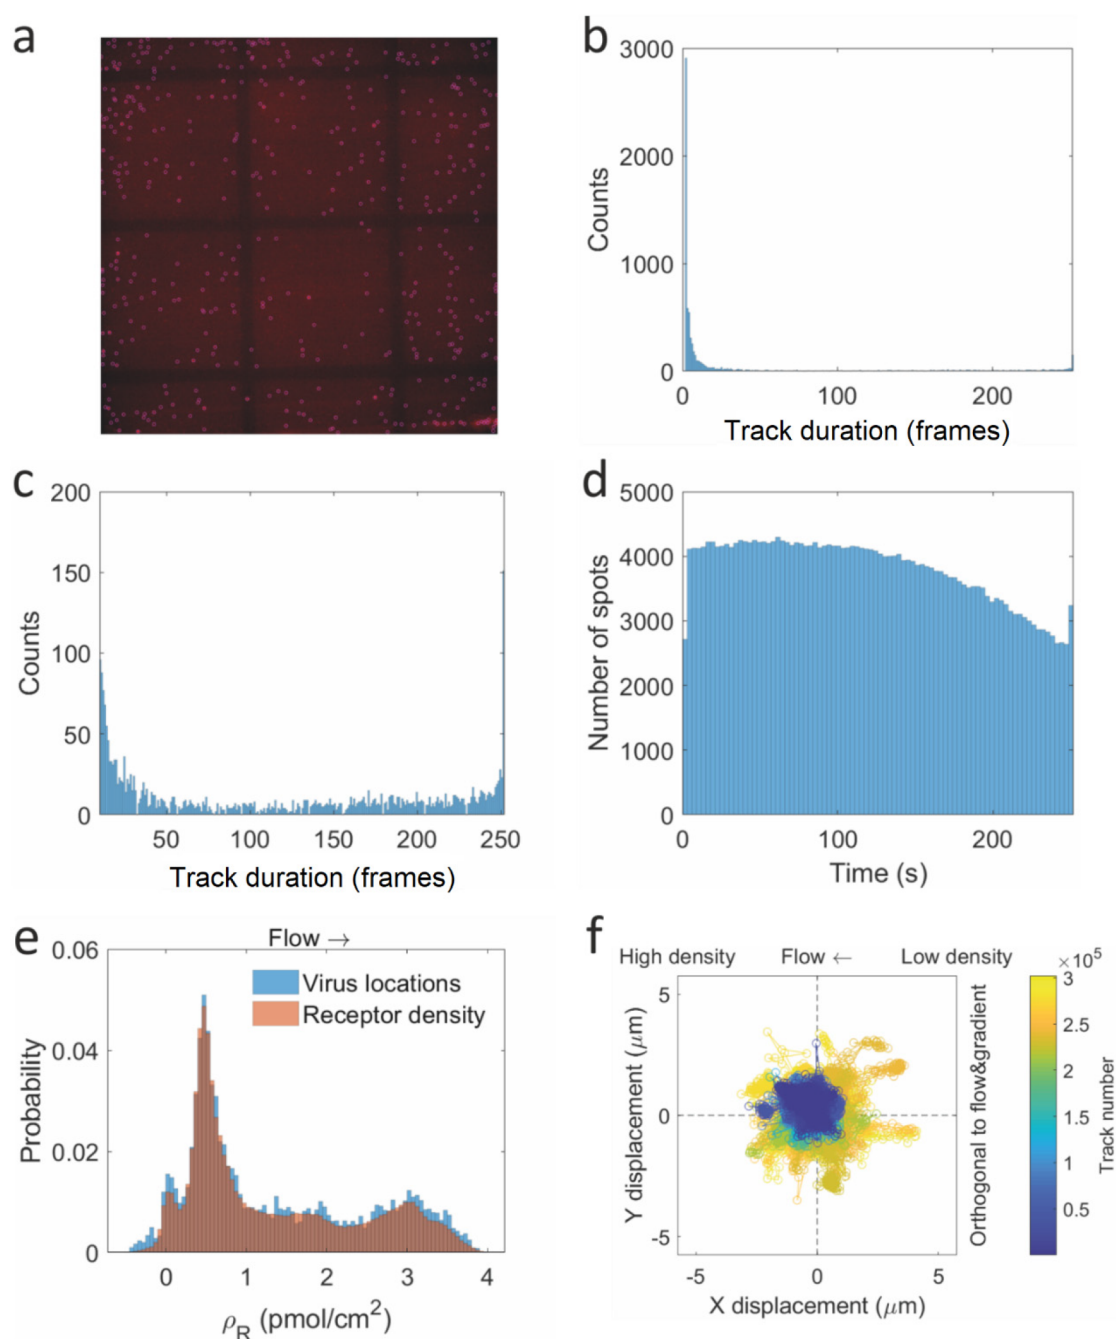 a
b
3000
2000
1000
0
Counts
0
100
200
Track duration (frames)
c
200
150
100
50
0
Counts
50
100
150
200
250
Track duration (frames)
d
5000
4000
3000
2000
1000
0
Number of spots
0
100
200
Time (s)
e
Flow →
0.06
0.04
0.02
0
Probability
Virus locations
Receptor density
0
1
2
3
4
ρR (pmol/cm²)
f
High density
Flow ←
Low density
5
0
-5
Y displacement (μm)
-5
0
5
X displacement (μm)
Orthogonal to flow&gradient
×10⁵
3
2.5
2
1.5
1
0.5
Track number